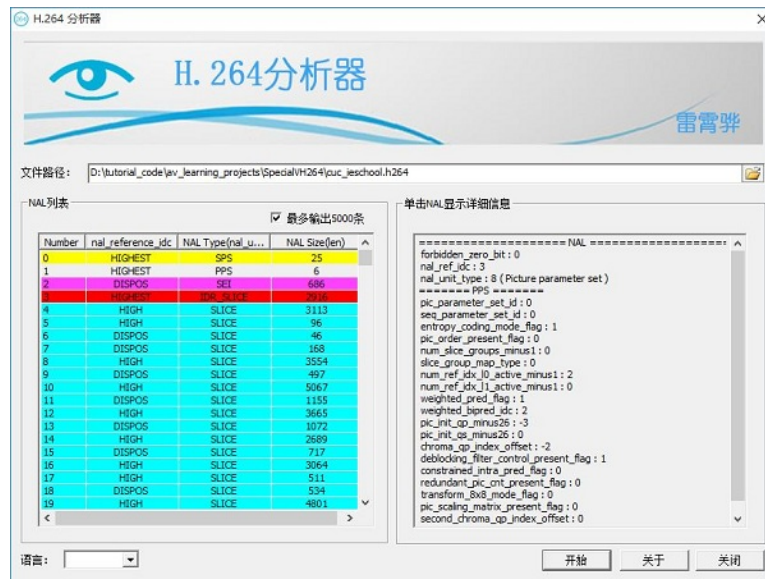 H.264 分析器
H.264分析器
雷霄骅
文件路径：
D:\tutorial_code\av_learning_projects\Special\H264\cuc_ieschool.h264
NAL列表
最多输出5000条
Number nal_reference_idc NAL Type(nal_u... NAL Size(len)
0 HIGHEST SPS 25
1 HIGHEST PPS 6
2 DISPOS SEI 686
3 HIGHEST IDR_SLICE 2916
4 HIGH SLICE 3113
5 HIGH SLICE 96
6 DISPOS SLICE 46
7 DISPOS SLICE 168
8 HIGH SLICE 3554
9 DISPOS SLICE 497
10 HIGH SLICE 5067
11 DISPOS SLICE 1155
12 HIGH SLICE 3665
13 DISPOS SLICE 1072
14 HIGH SLICE 2689
15 DISPOS SLICE 717
16 HIGH SLICE 3064
17 HIGH SLICE 511
18 DISPOS SLICE 534
19 HIGH SLICE 4801
单击NAL显示详细信息
==================== NAL ===================
forbidden_zero_bit : 0
nal_ref_idc : 3
nal_unit_type : 8 ( Picture parameter set )
======= PPS =======
pic_parameter_set_id : 0
seq_parameter_set_id : 0
entropy_coding_mode_flag : 1
pic_order_present_flag : 0
num_slice_groups_minus1 : 0
slice_group_map_type : 0
num_ref_idx_l0_active_minus1 : 2
num_ref_idx_l1_active_minus1 : 0
weighted_pred_flag : 1
weighted_bipred_idc : 2
pic_init_qp_minus26 : -3
pic_init_qs_minus26 : 0
chroma_qp_index_offset : -2
deblocking_filter_control_present_flag : 1
constrained_intra_pred_flag : 0
redundant_pic_cnt_present_flag : 0
transform_8x8_mode_flag : 0
pic_scaling_matrix_present_flag : 0
second_chroma_qp_index_offset : 0
语言：
开始
关于
关闭